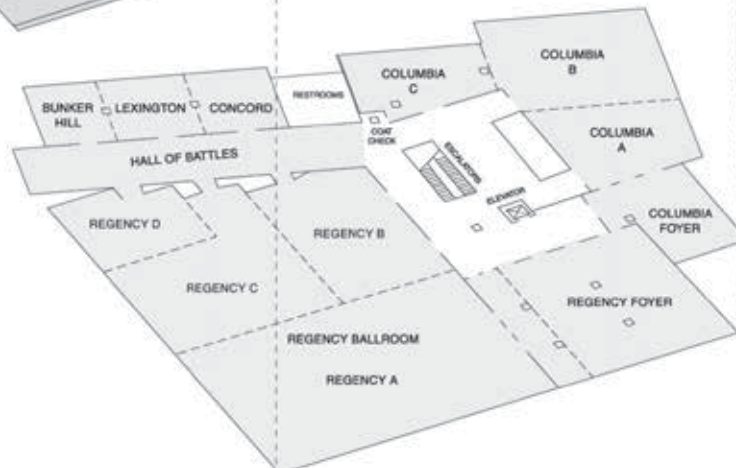 COLUMBIA
B
COLUMBIA
C
RESTROOMS
BUNKER
HILL
LEXINGTON
CONCORD
COAT
CHECK
COLUMBIA
A
HALL OF BATTLES
ESCALATORS
ELEVATOR
COLUMBIA
FOYER
REGENCY D
REGENCY B
REGENCY C
REGENCY FOYER
REGENCY BALLROOM
REGENCY A